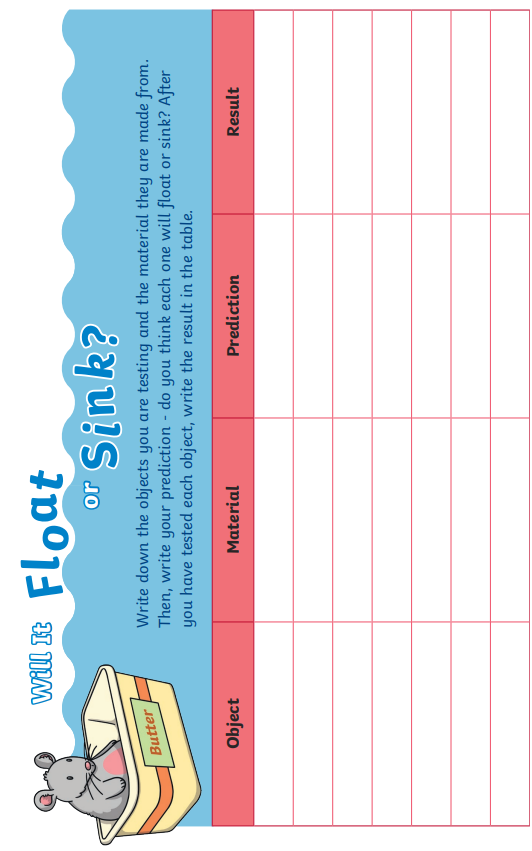 Will It
Float
or
Sink?
Write down the objects you are testing and the material they are made from.
Then, write your prediction - do you think each one will float or sink? After
you have tested each object, write the result in the table.
Butter
Object
Material
Prediction
Result